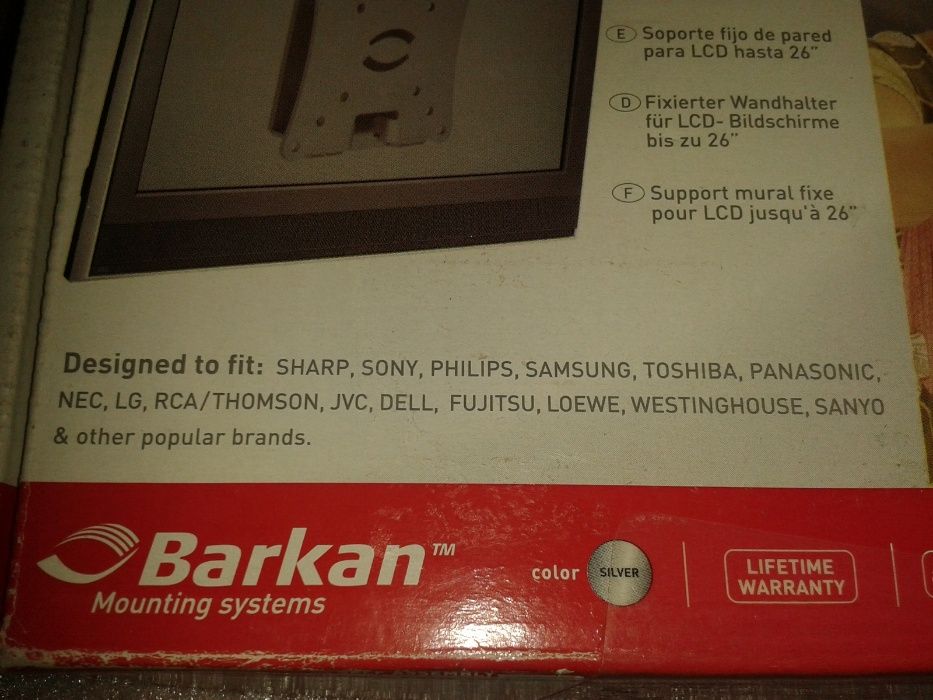 E Soporte fijo de pared
para LCD hasta 26"
D Fixierter Wandhalter
für LCD- Bildschirme
bis zu 26"
F Support mural fixe
pour LCD jusqu'à 26"
Designed to fit: SHARP, SONY, PHILIPS, SAMSUNG, TOSHIBA, PANASONIC,
NEC, LG, RCA/THOMSON, JVC, DELL, FUJITSU, LOEWE, WESTINGHOUSE, SANYO
& other popular brands.
Barkan™
Mounting systems
color SILVER
LIFETIME
WARRANTY
ASSEMBLY